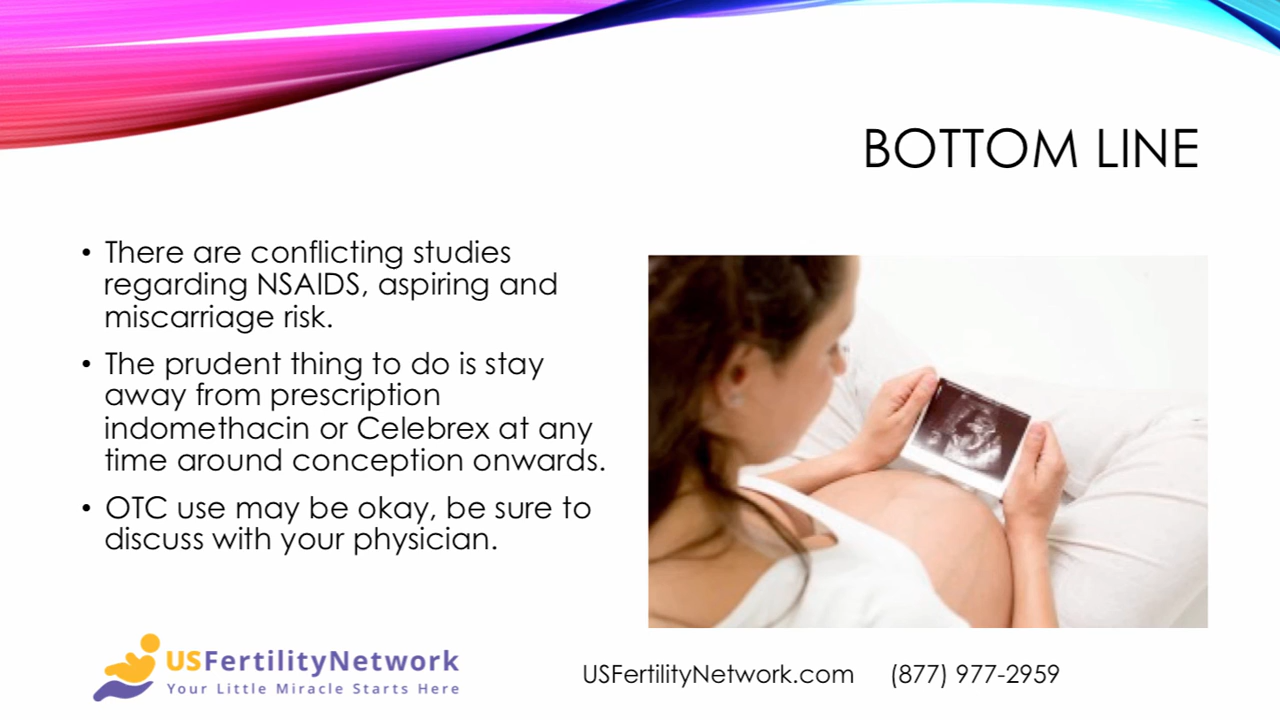 BOTTOM LINE
• There are conflicting studies
regarding NSAIDS, aspiring and
miscarriage risk.
• The prudent thing to do is stay
away from prescription
indomethacin or Celebrex at any
time around conception onwards.
• OTC use may be okay, be sure to
discuss with your physician.
USFertilityNetwork
Your Little Miracle Starts Here
USFertilityNetwork.com (877) 977-2959